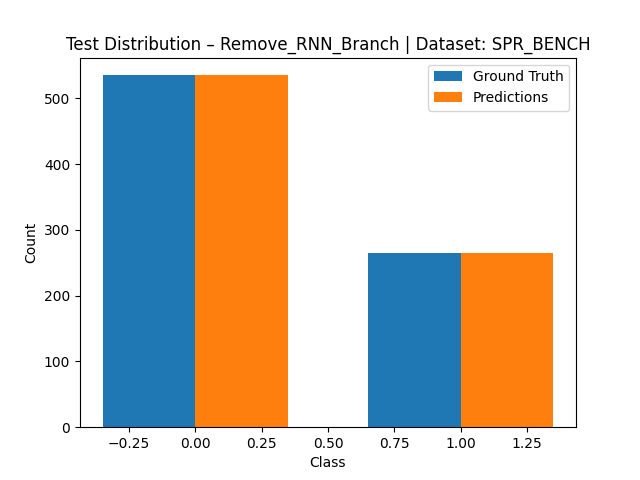 Test Distribution – Remove_RNN_Branch | Dataset: SPR_BENCH
Ground Truth
Predictions
Count
500
400
300
200
100
0
−0.25 0.00 0.25 0.50 0.75 1.00 1.25
Class